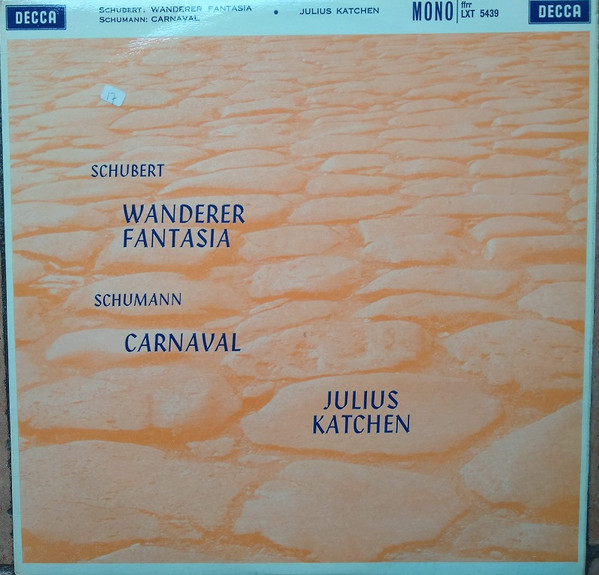 DECCA
SCHUBERT: WANDERER FANTASIA • JULIUS KATCHEN
SCHUMANN: CARNAVAL
MONO
ffrr
LXT 5439
DECCA
SCHUBERT
WANDERER
FANTASIA
SCHUMANN
CARNAVAL
JULIUS
KATCHEN